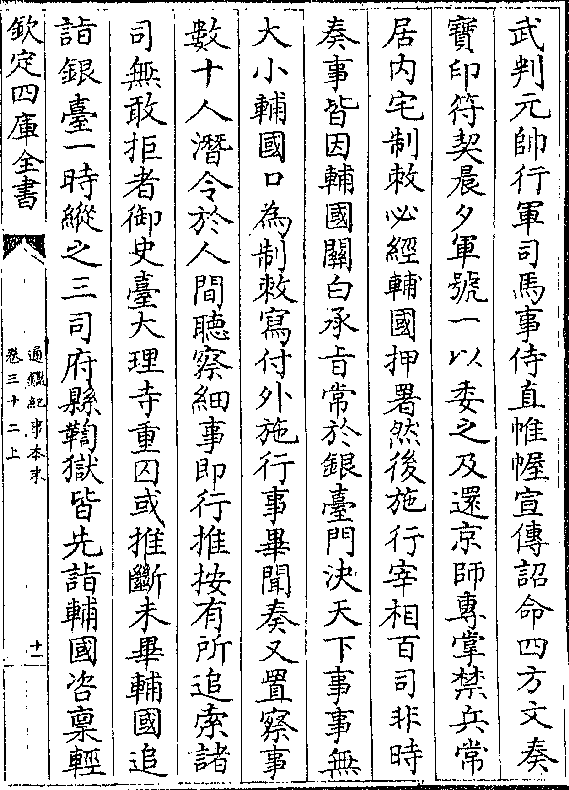 武判元帥行軍司馬事侍直帷幄宣傳詔命四方文奏
寶印符契晨夕軍號一以委之及還京師專掌禁兵常
居内宅制敕必經輔國押署然後施行宰相百司非時
奏事皆因輔國關白承旨常於銀臺門決天下事事無
大小輔國口為制敕寫付外施行事畢聞奏又置察事
數十人潛令於人間聽察細事即行推按有所追索諸
司無敢拒者御史臺大理寺重囚或推斷未畢輔國追
詣銀臺一時縱之三司府縣鞫獄皆先詣輔國咨稟輕
欽定四庫全書
通鑑紀事本末
卷三十二上
十一